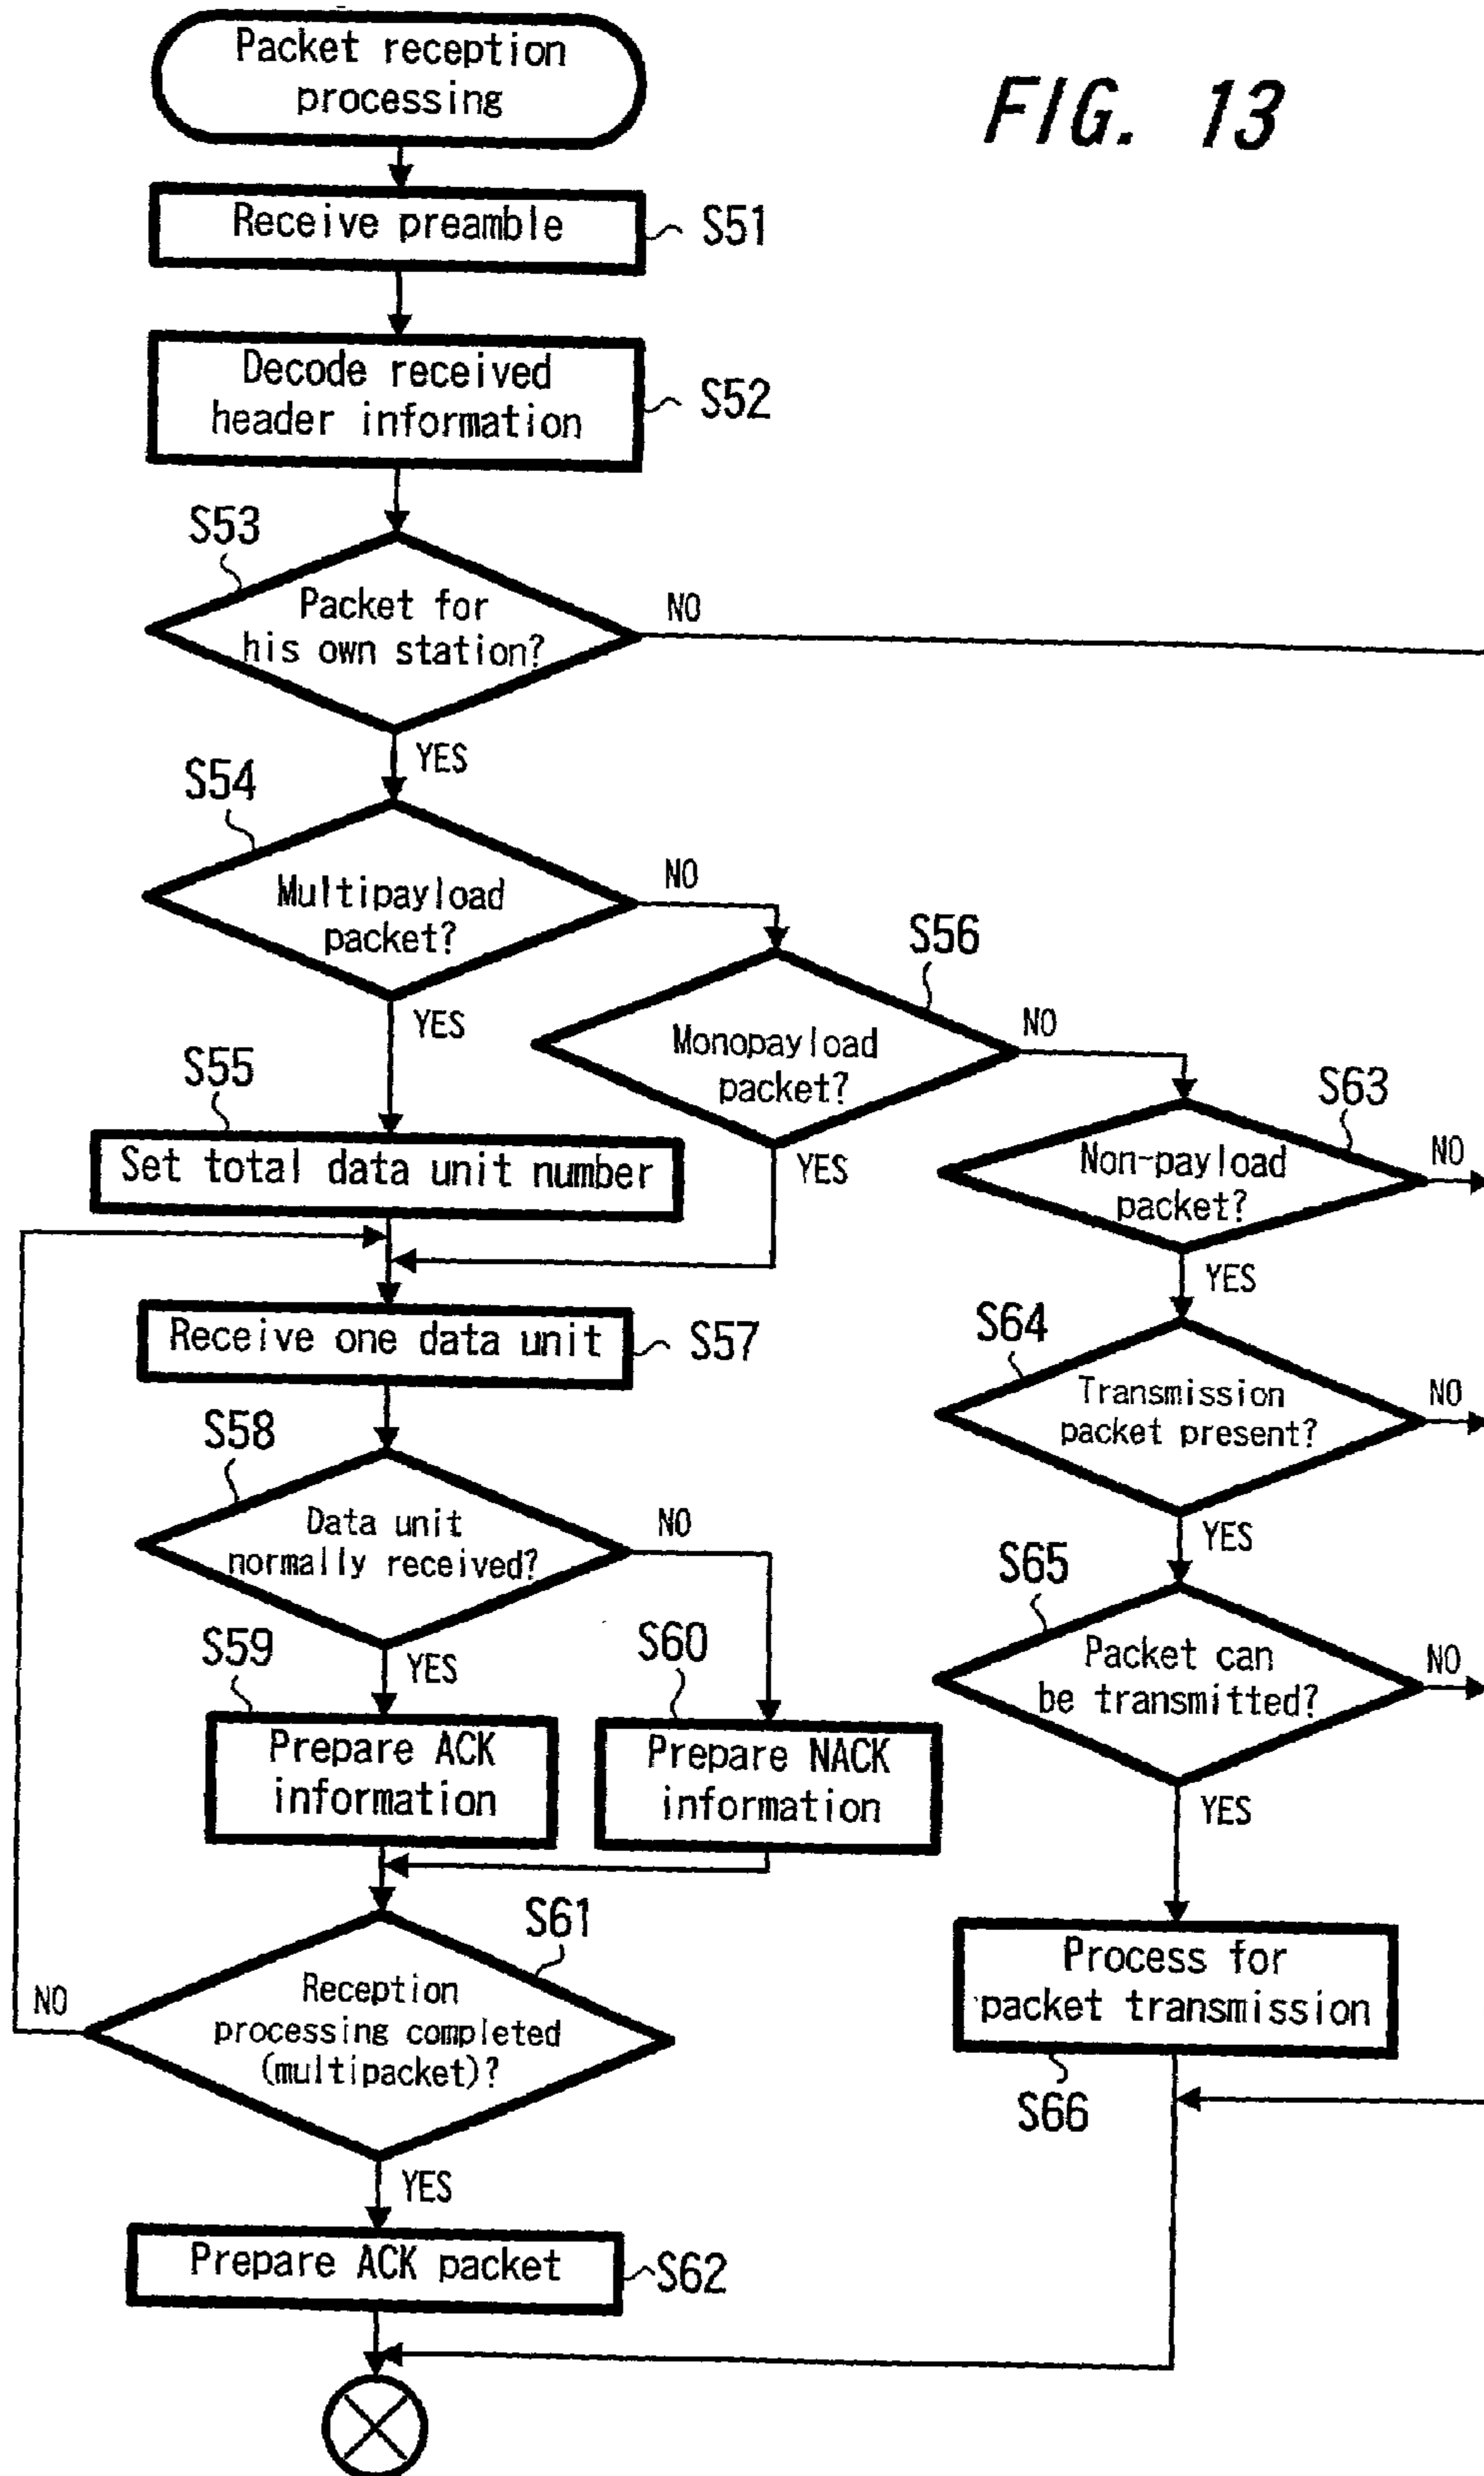 Packet reception
processing
FIG. 13
Receive preamble
S51
Decode received
header information
S52
S53
Packet for
his own station?
NO
YES
S54
Multipayload
packet?
NO
YES
S56
Monopayload
packet?
NO
YES
S55
Set total data unit number
S63
Non-payload
packet?
NO
YES
Receive one data unit
S57
S64
Transmission
packet present?
NO
YES
S58
Data unit
normally received?
NO
YES
S65
Packet can
be transmitted?
NO
YES
S59
Prepare ACK
information
S60
Prepare NACK
information
S61
Reception
processing completed
(multipacket)?
NO
YES
Process for
packet transmission
S66
Prepare ACK packet
S62